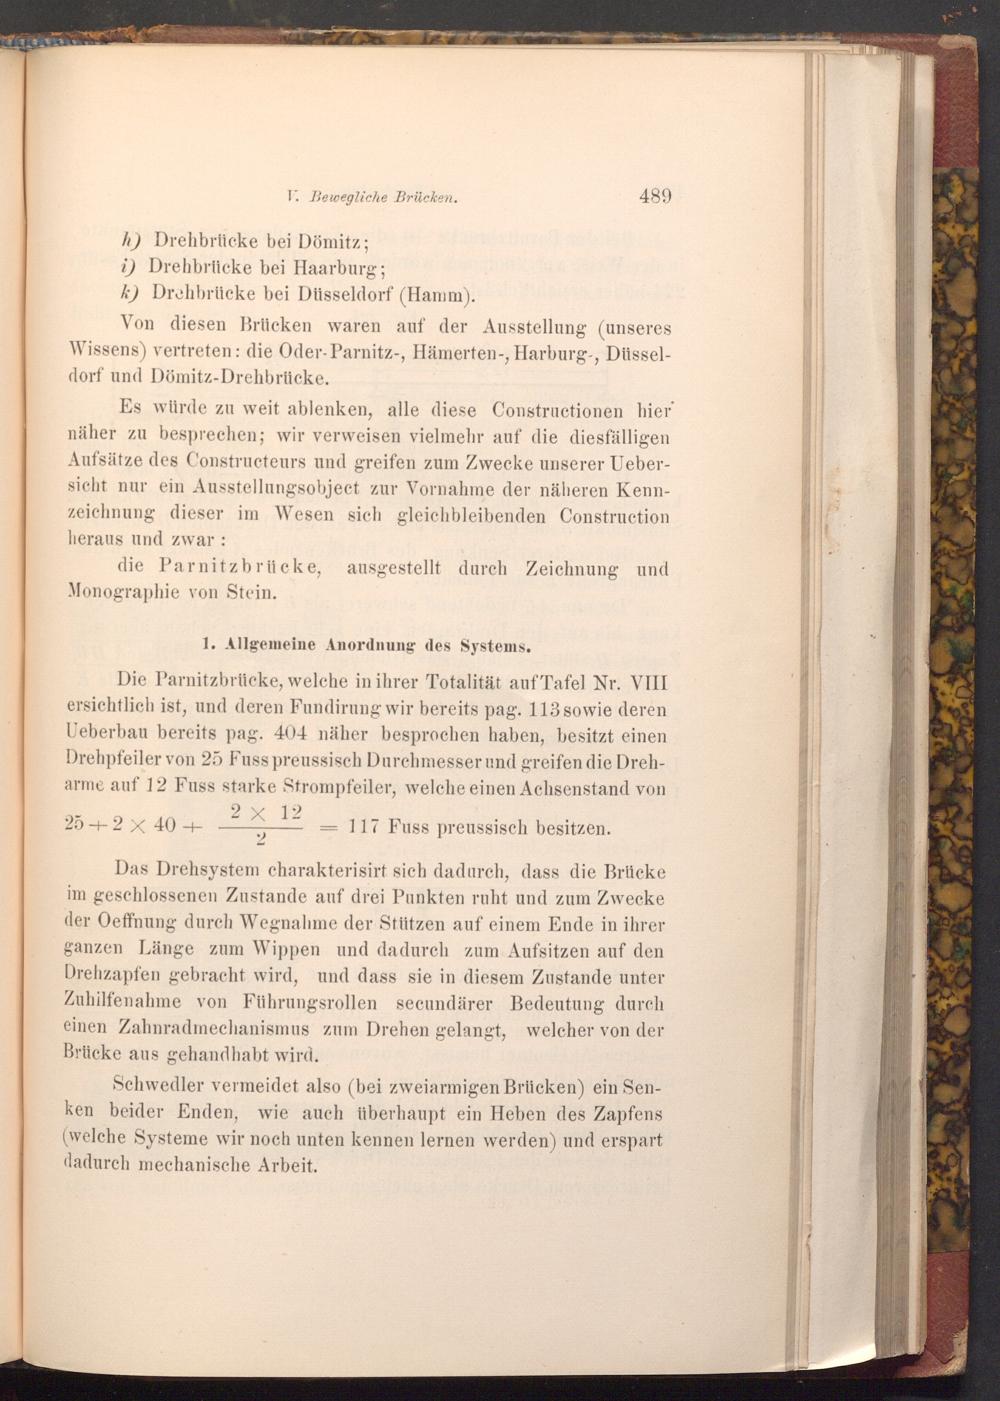 V. Bewegliche Brücken. 489
h) Drehbrücke bei Dömitz;
i) Drehbrücke bei Haarburg;
k) Drehbrücke bei Düsseldorf (Hamm).
Von diesen Brücken waren auf der Ausstellung (unseres
Wissens) vertreten: die Oder-Parnitz-, Hämerten-, Harburg-, Düssel-
dorf und Dömitz-Drehbrücke.
Es würde zu weit ablenken, alle diese Constructionen hier
näher zu besprechen; wir verweisen vielmehr auf die diesfälligen
Aufsätze des Constructeurs und greifen zum Zwecke unserer Ueber-
sicht nur ein Ausstellungsobject zur Vornahme der näheren Kenn-
zeichnung dieser im Wesen sich gleichbleibenden Construction
heraus und zwar :
die Parnitzbrücke, ausgestellt durch Zeichnung und
Monographie von Stein.
1. Allgemeine Anordnung des Systems.
Die Parnitzbrücke, welche in ihrer Totalität auf Tafel Nr. VIII
ersichtlich ist, und deren Fundirung wir bereits pag. 113 sowie deren
Ueberbau bereits pag. 404 näher besprochen haben, besitzt einen
Drehpfeiler von 25 Fuss preussisch Durchmesser und greifen die Dreh-
arme auf 12 Fuss starke Strompfeiler, welche einen Achsenstand von
25 + 2 × 40 + 2 × 12 / 2 = 117 Fuss preussisch besitzen.
Das Drehsystem charakterisirt sich dadurch, dass die Brücke
im geschlossenen Zustande auf drei Punkten ruht und zum Zwecke
der Oeffnung durch Wegnahme der Stützen auf einem Ende in ihrer
ganzen Länge zum Wippen und dadurch zum Aufsitzen auf den
Drehzapfen gebracht wird, und dass sie in diesem Zustande unter
Zuhilfenahme von Führungsrollen secundärer Bedeutung durch
einen Zahnradmechanismus zum Drehen gelangt, welcher von der
Brücke aus gehandhabt wird.
Schwedler vermeidet also (bei zweiarmigen Brücken) ein Sen-
ken beider Enden, wie auch überhaupt ein Heben des Zapfens
(welche Systeme wir noch unten kennen lernen werden) und erspart
dadurch mechanische Arbeit.